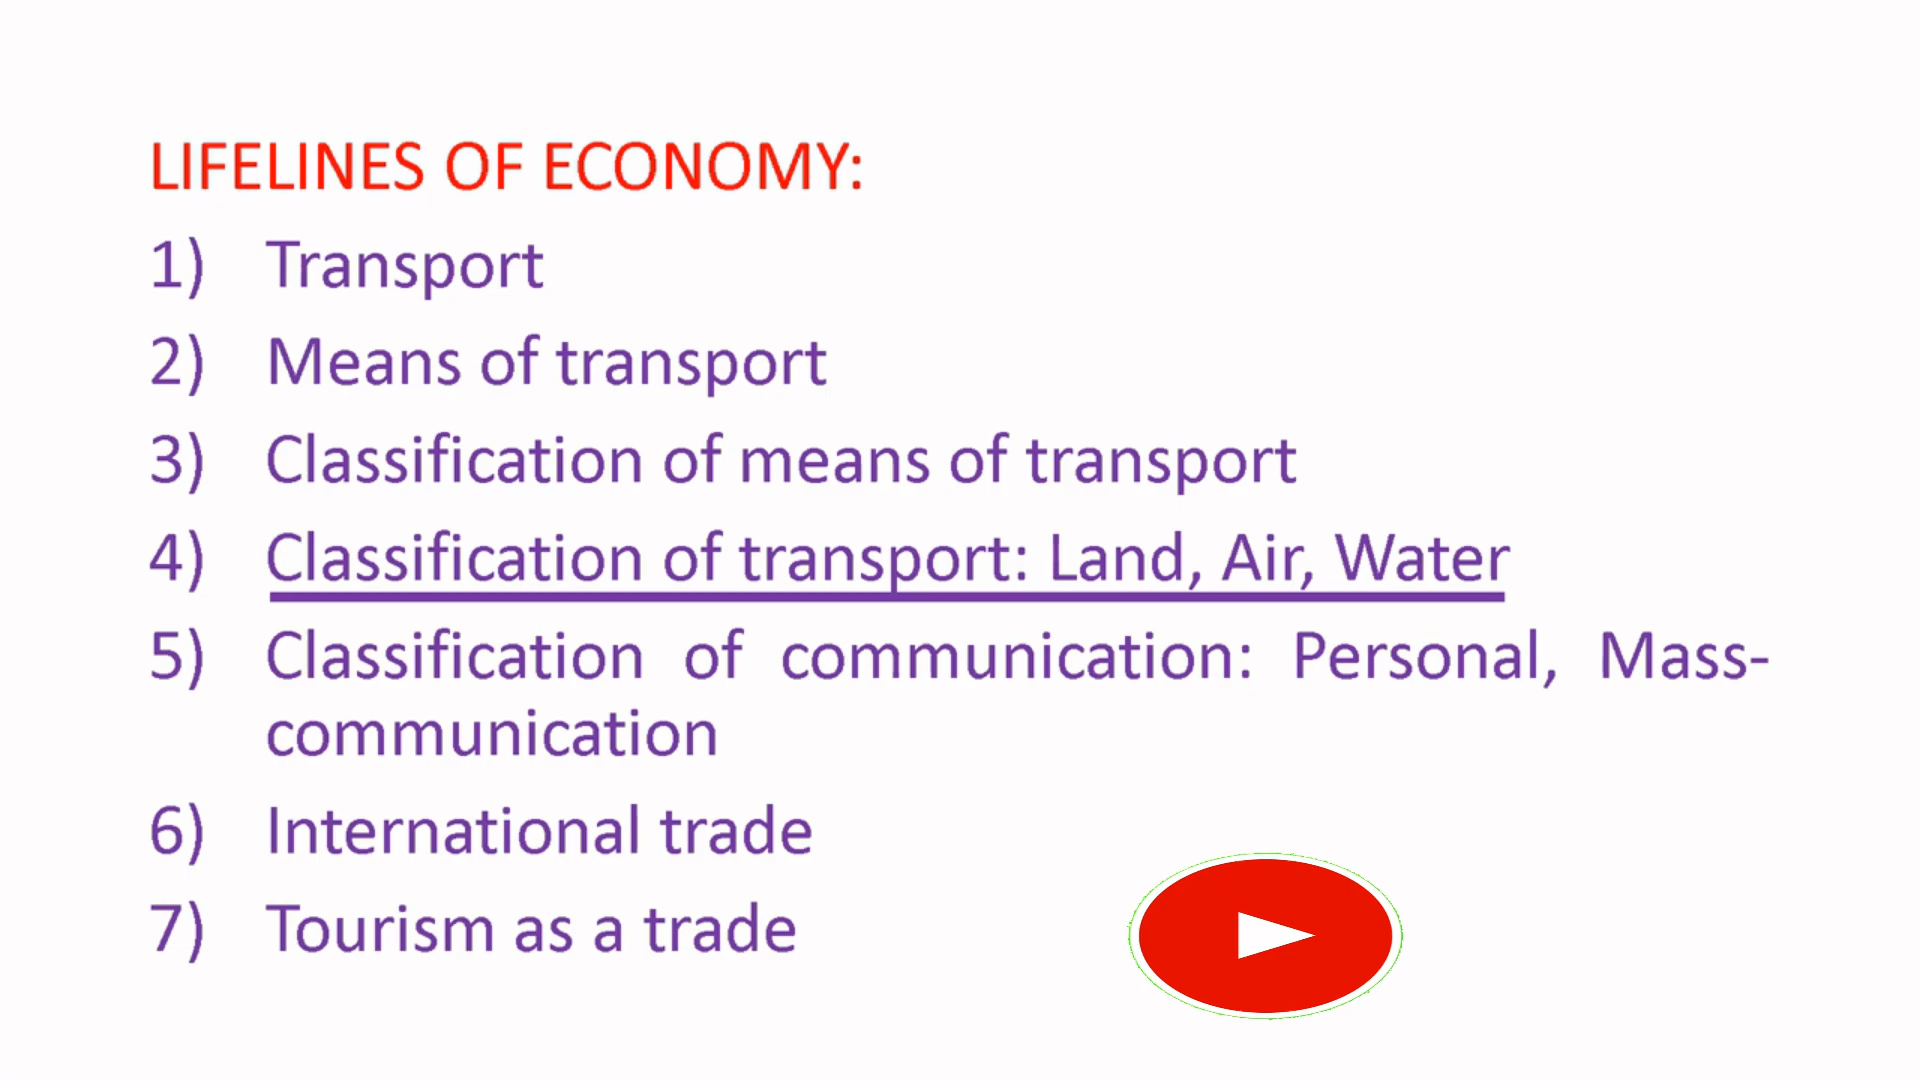 LIFELINES OF ECONOMY:
1) Transport
2) Means of transport
3) Classification of means of transport
4) Classification of transport: Land, Air, Water
5) Classification of communication: Personal, Mass-
communication
6) International trade
7) Tourism as a trade